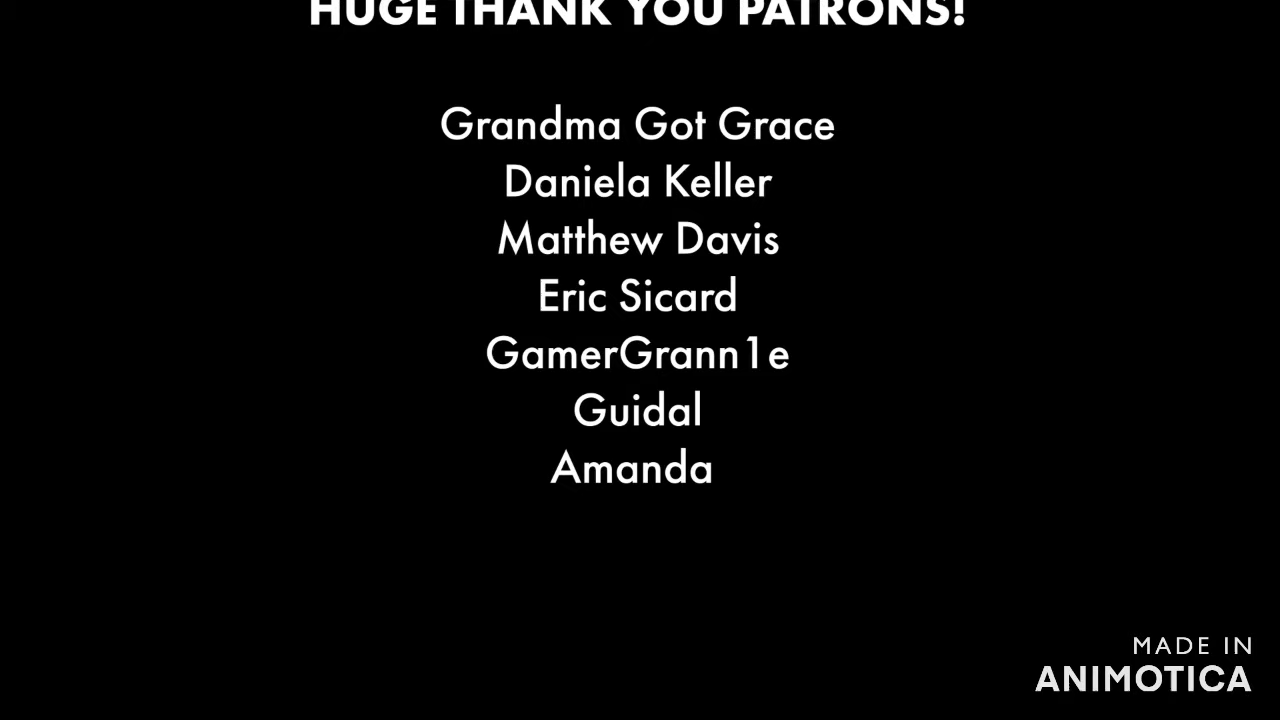 HUGE THANK YOU PATRONS!
Grandma Got Grace
Daniela Keller
Matthew Davis
Eric Sicard
GamerGrann1e
Guidal
Amanda
MADE IN
ANIMOTICA